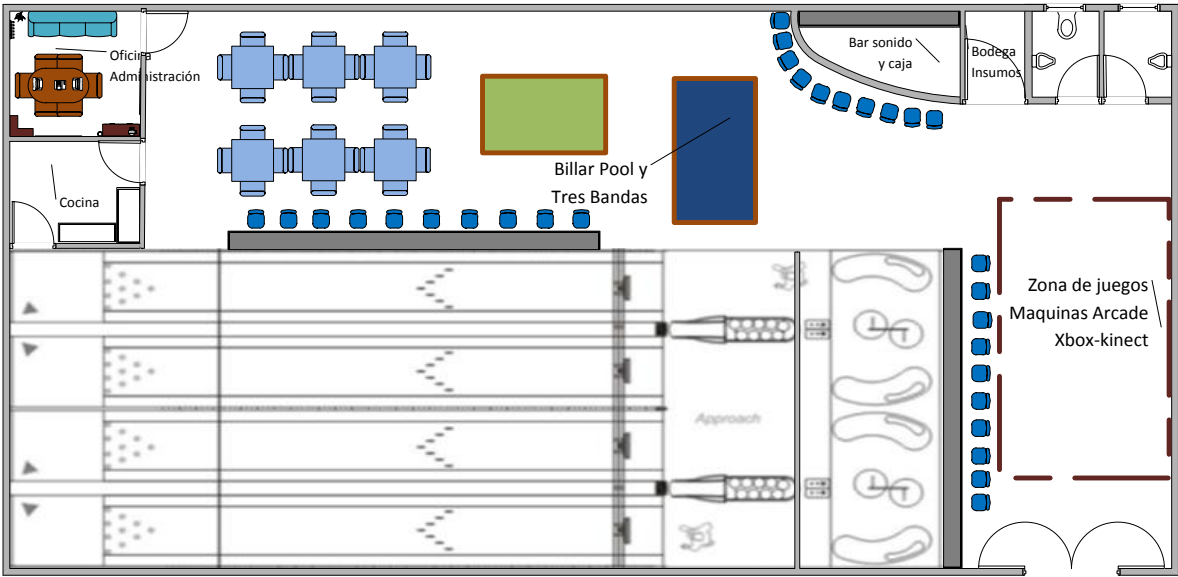 Oficina
Administración
Bar sonido
y caja
Bodega
Insumos
Billar Pool y
Tres Bandas
Cocina
Zona de juegos
Maquinas Arcade
Xbox-kinect
Approach